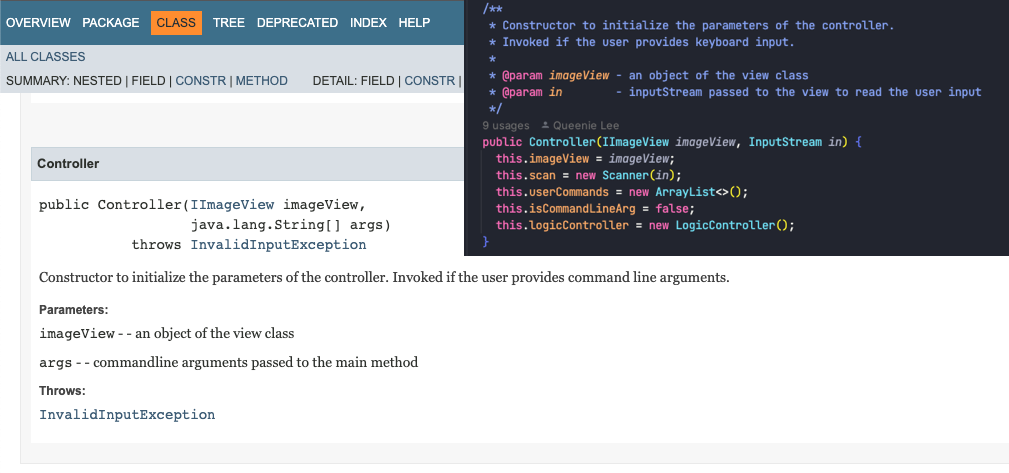 OVERVIEW PACKAGE CLASS TREE DEPRECATED INDEX HELP
ALL CLASSES
SUMMARY: NESTED | FIELD | CONSTR | METHOD DETAIL: FIELD | CONSTR |
Controller
public Controller(IImageView imageView,
java.lang.String[] args)
throws InvalidInputException
Constructor to initialize the parameters of the controller. Invoked if the user provides command line arguments.
Parameters:
imageView - - an object of the view class
args - - commandline arguments passed to the main method
Throws:
InvalidInputException
/**
* Constructor to initialize the parameters of the controller.
* Invoked if the user provides keyboard input.
*
* @param imageView - an object of the view class
* @param in - inputStream passed to the view to read the user input
*/
9 usages Queenie Lee
public Controller(IImageView imageView, InputStream in) {
this.imageView = imageView;
this.scan = new Scanner(in);
this.userCommands = new ArrayList<>();
this.isCommandLineArg = false;
this.logicController = new LogicController();
}